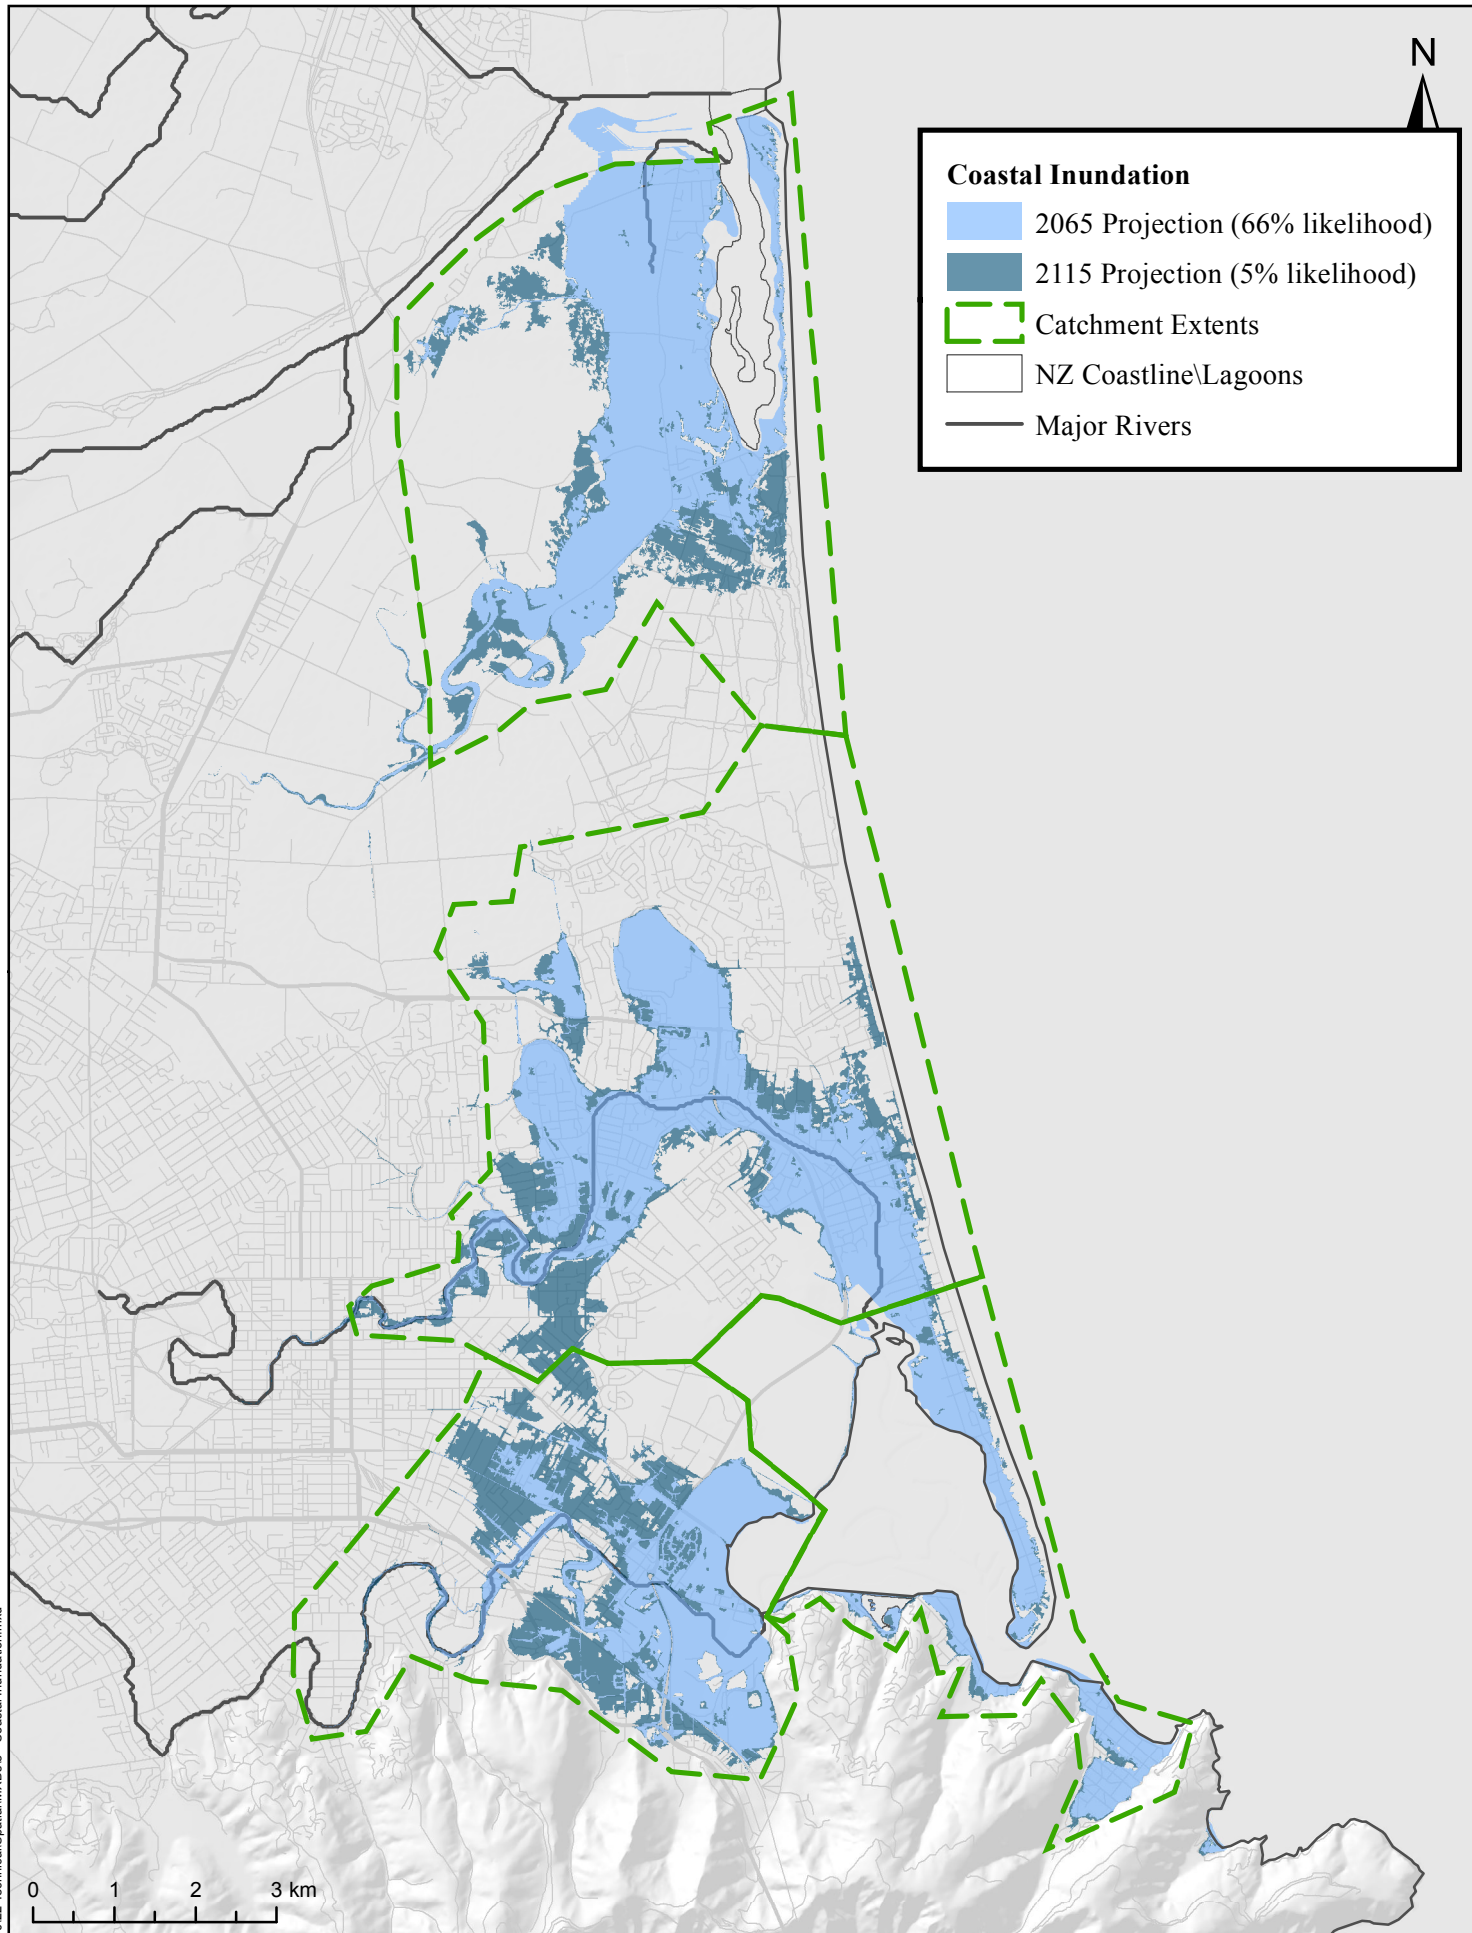 N
Coastal Inundation
2065 Projection (66% likelihood)
2115 Projection (5% likelihood)
Catchment Extents
NZ Coastline\Lagoons
Major Rivers
0 1 2 3 km